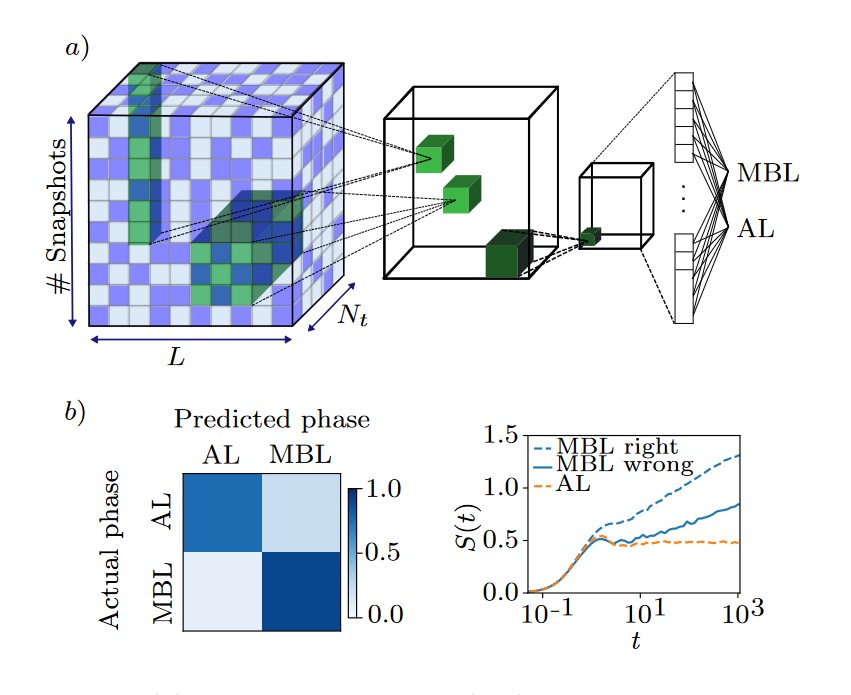 a)
# Snapshots
L
N_t
MBL
AL
b)
Predicted phase
AL MBL
Actual phase
AL
MBL
1.0
0.5
0.0
S(t)
1.5
1.0
0.5
0.0
MBL right
MBL wrong
AL
10^-1 10^1 10^3
t